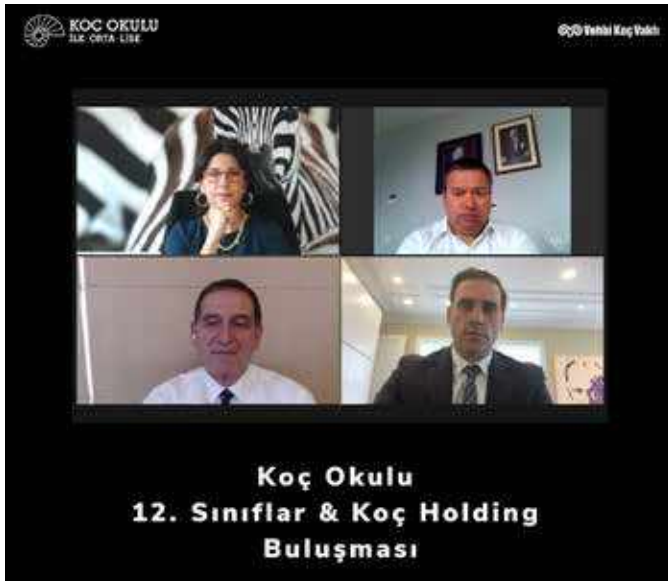 KOÇ OKULU
İLK ORTA LİSE
Vehbi Koç Vakfı
Koç Okulu
12. Sınıflar & Koç Holding
Buluşması